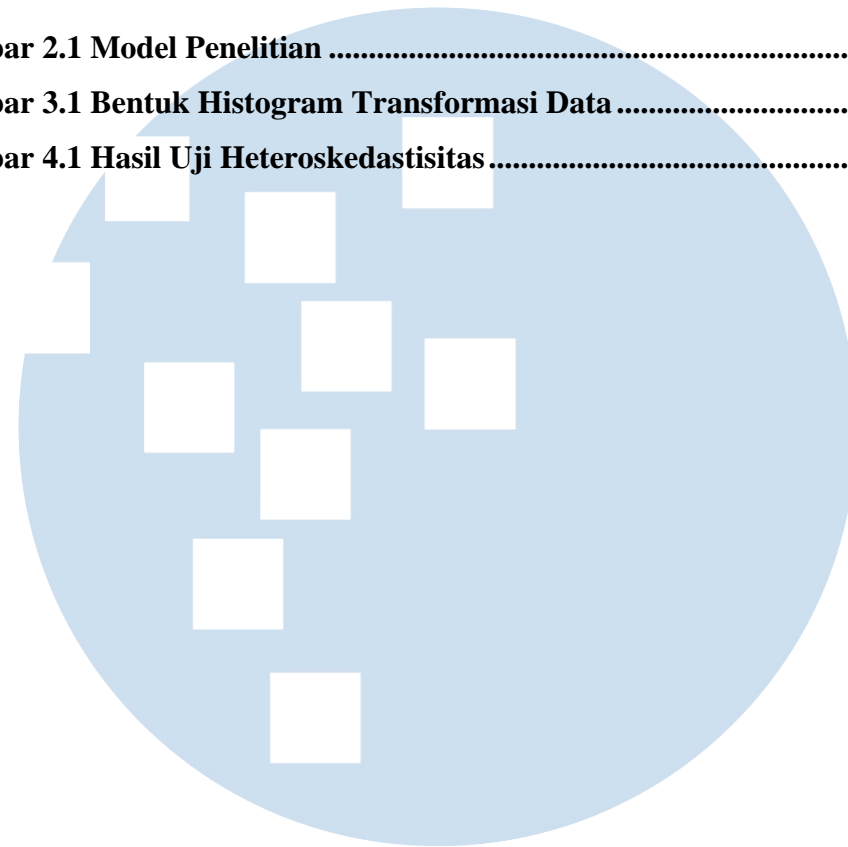 bar 2.1 Model Penelitian ................................................................
bar 3.1 Bentuk Histogram Transformasi Data .............................
bar 4.1 Hasil Uji Heteroskedastisitas .............................................